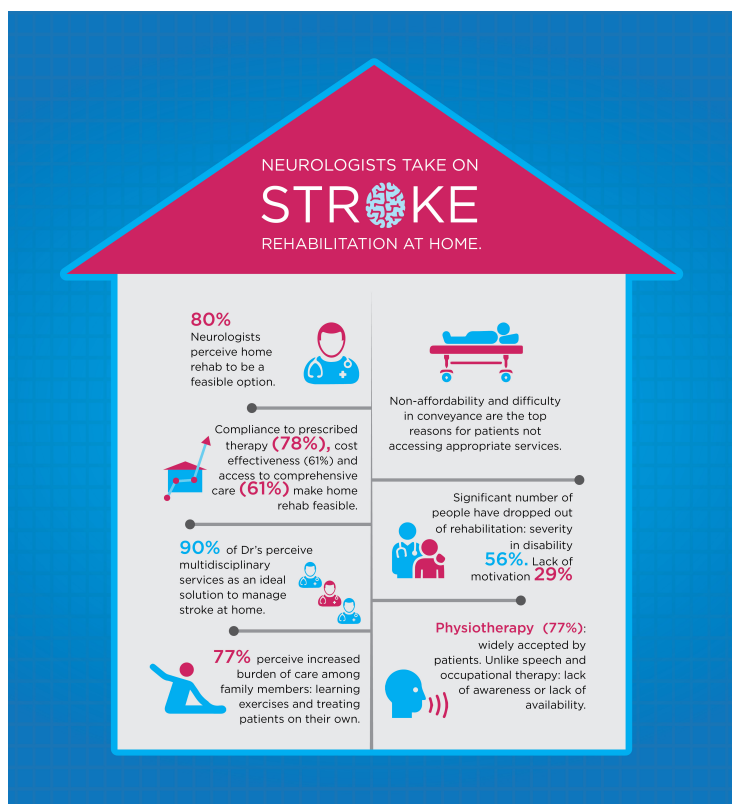 NEUROLOGISTS TAKE ON
STROKE
REHABILITATION AT HOME.
80%
Neurologists
perceive home
rehab to be a
feasible option.
Compliance to prescribed
therapy (78%), cost
effectiveness (61%) and
access to comprehensive
care (61%) make home
rehab feasible.
90% of Dr's perceive
multidisciplinary
services as an ideal
solution to manage
stroke at home.
77% perceive increased
burden of care among
family members: learning
exercises and treating
patients on their own.
Non-affordability and difficulty
in conveyance are the top
reasons for patients not
accessing appropriate services.
Significant number of
people have dropped out
of rehabilitation: severity
in disability
56%. Lack of
motivation 29%
Physiotherapy (77%):
widely accepted by
patients. Unlike speech and
occupational therapy: lack
of awareness or lack of
availability.